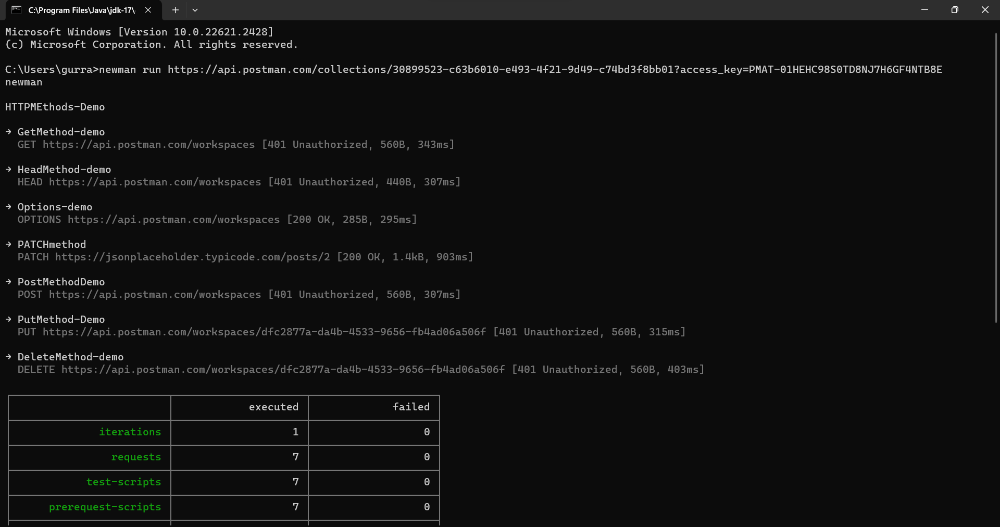 C:\Program Files\Java\jdk-17\
Microsoft Windows [Version 10.0.22621.2428]
(c) Microsoft Corporation. All rights reserved.
C:\Users\gurra>newman run https://api.postman.com/collections/30899523-c63b6010-e493-4f21-9d49-c74bd3f8bb01?access_key=PMAT-01HEHC98S0TD8NJ7H6GF4NTB8E
newman
HTTPMEthods-Demo
→ GetMethod-demo
GET https://api.postman.com/workspaces [401 Unauthorized, 560B, 343ms]
→ HeadMethod-demo
HEAD https://api.postman.com/workspaces [401 Unauthorized, 440B, 307ms]
→ Options-demo
OPTIONS https://api.postman.com/workspaces [200 OK, 285B, 295ms]
→ PATCHmethod
PATCH https://jsonplaceholder.typicode.com/posts/2 [200 OK, 1.4kB, 903ms]
→ PostMethodDemo
POST https://api.postman.com/workspaces [401 Unauthorized, 560B, 307ms]
→ PutMethod-Demo
PUT https://api.postman.com/workspaces/dfc2877a-da4b-4533-9656-fb4ad06a506f [401 Unauthorized, 560B, 315ms]
→ DeleteMethod-demo
DELETE https://api.postman.com/workspaces/dfc2877a-da4b-4533-9656-fb4ad06a506f [401 Unauthorized, 560B, 403ms]
executed failed
iterations 1 0
requests 7 0
test-scripts 7 0
prerequest-scripts 7 0